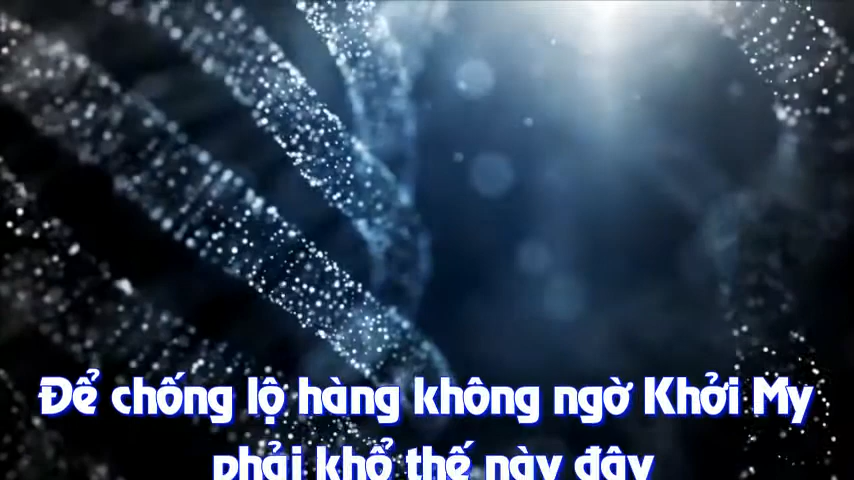 Để chống lộ hàng không ngờ Khởi My
phải khổ thế này đây